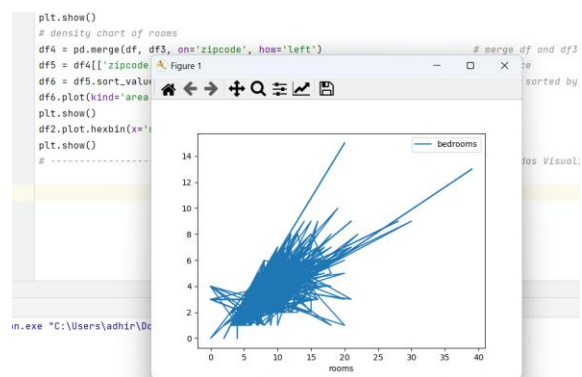 plt.show()
# density chart of rooms
df4 = pd.merge(df, df3, on='zipcode', how='left') # merge df and df3
df5 = df4[['zipcode ce
df6 = df5.sort_value sorted by
df6.plot(kind='area
plt.show()
df2.plot.hexbin(x='
plt.show()
# das Visuali
Figure 1
bedrooms
14
12
10
8
6
4
2
0
0 5 10 15 20 25 30 35 40
rooms
on.exe "C:\Users\adhir\Do